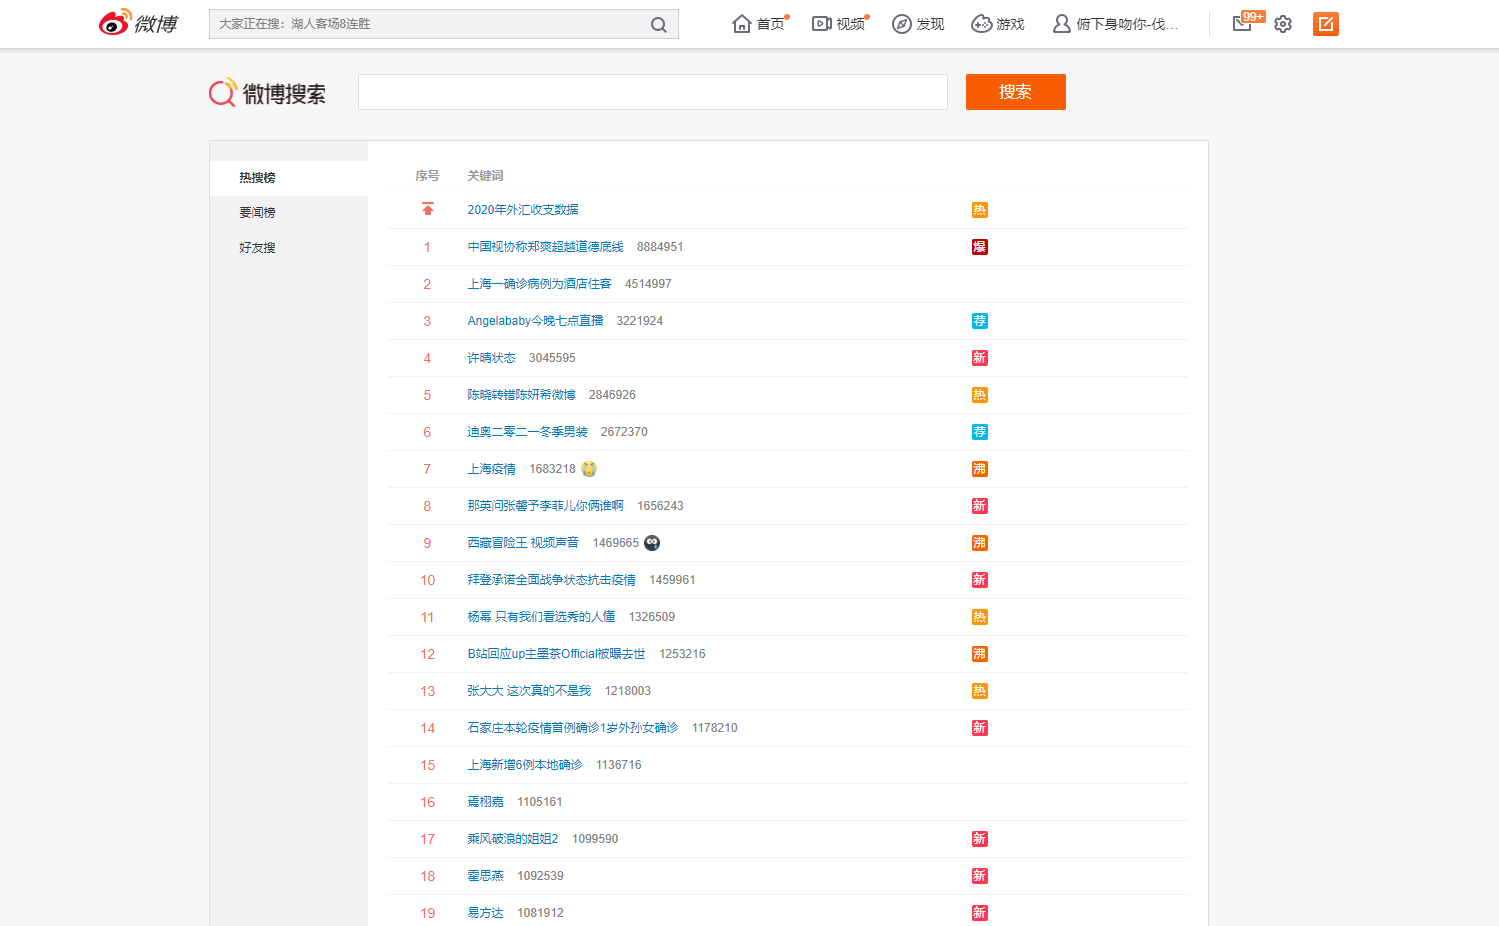 微博
大家正在搜：湖人客场8连胜
首页
视频
发现
游戏
俯下身吻你-伐...
99+
微博搜索
搜索
热搜榜
要闻榜
好友搜
序号 关键词
2020年外汇收支数据 热
1 中国视协称郑爽超越道德底线 8884951 爆
2 上海一确诊病例为酒店住客 4514997
3 Angelababy今晚七点直播 3221924 荐
4 许晴状态 3045595 新
5 陈晓转错陈妍希微博 2846926 热
6 迪奥二零二一冬季男装 2672370 荐
7 上海疫情 1683218 沸
8 那英问张馨予李菲儿你俩谁啊 1656243 新
9 西藏冒险王 视频声音 1469665 沸
10 拜登承诺全面战争状态抗击疫情 1459961 新
11 杨幂 只有我们看选秀的人懂 1326509 热
12 B站回应up主墨茶Official被曝去世 1253216 沸
13 张大大 这次真的不是我 1218003 热
14 石家庄本轮疫情首例确诊1岁外孙女确诊 1178210 新
15 上海新增6例本地确诊 1136716
16 焉栩嘉 1105161
17 乘风破浪的姐姐2 1099590 新
18 霍思燕 1092539 新
19 易方达 1081912 新